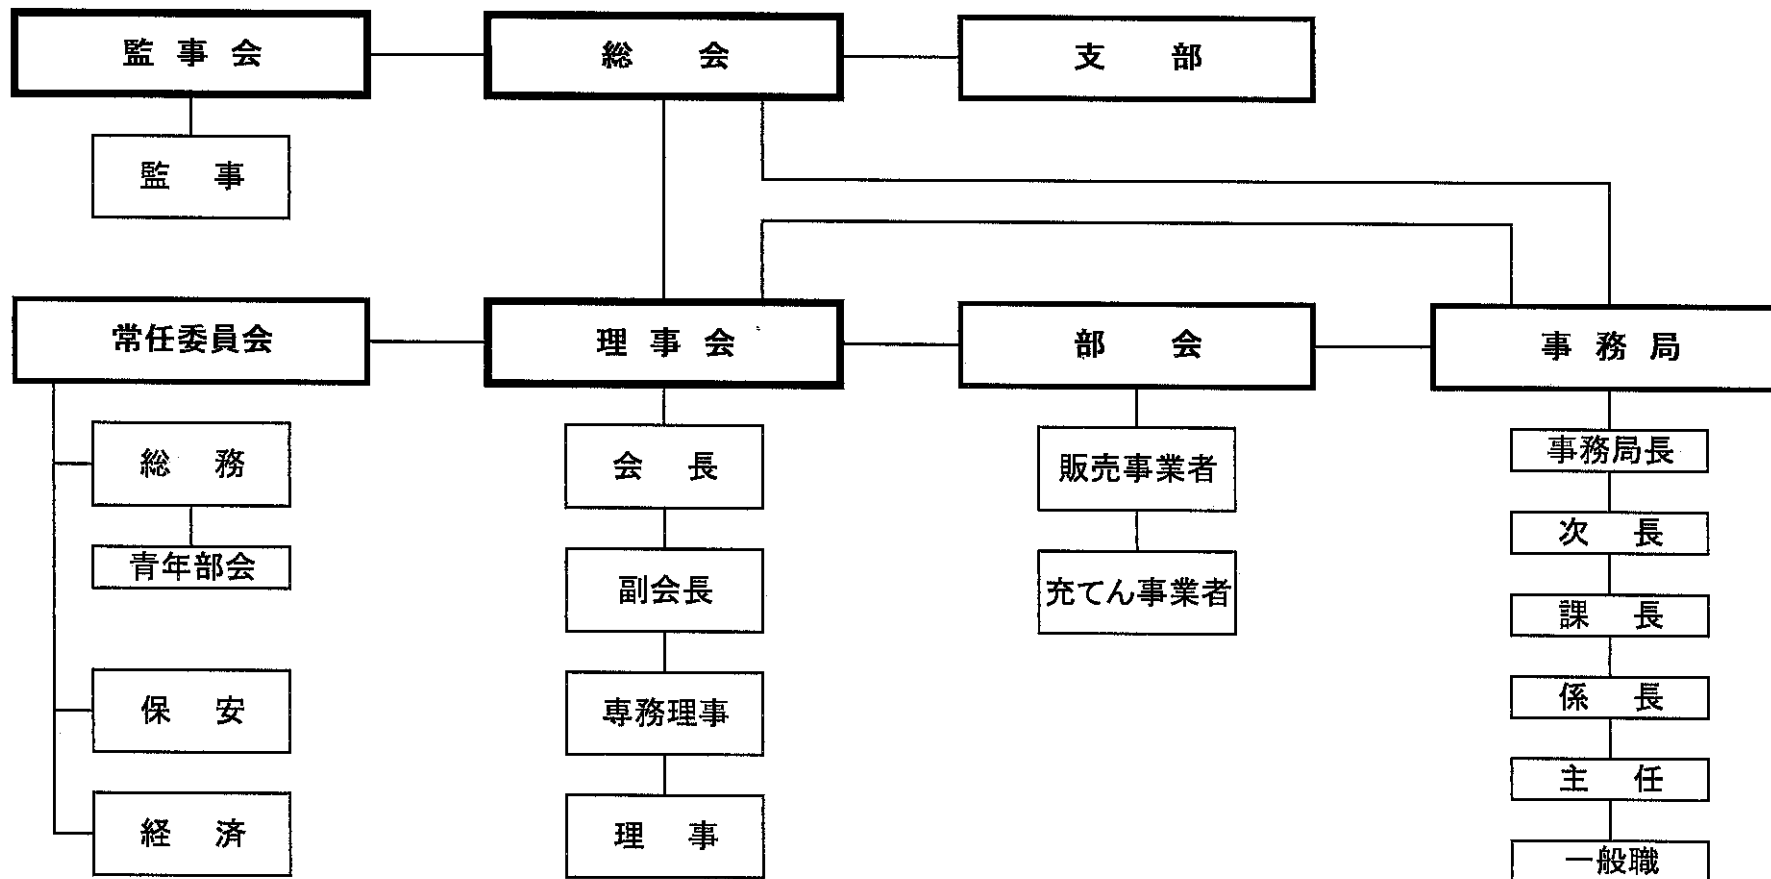 監事会
総会
支部
監事
常任委員会
理事会
部会
事務局
総務
青年部会
保安
経済
会長
副会長
専務理事
理事
販売事業者
充てん事業者
事務局長
次長
課長
係長
主任
一般職